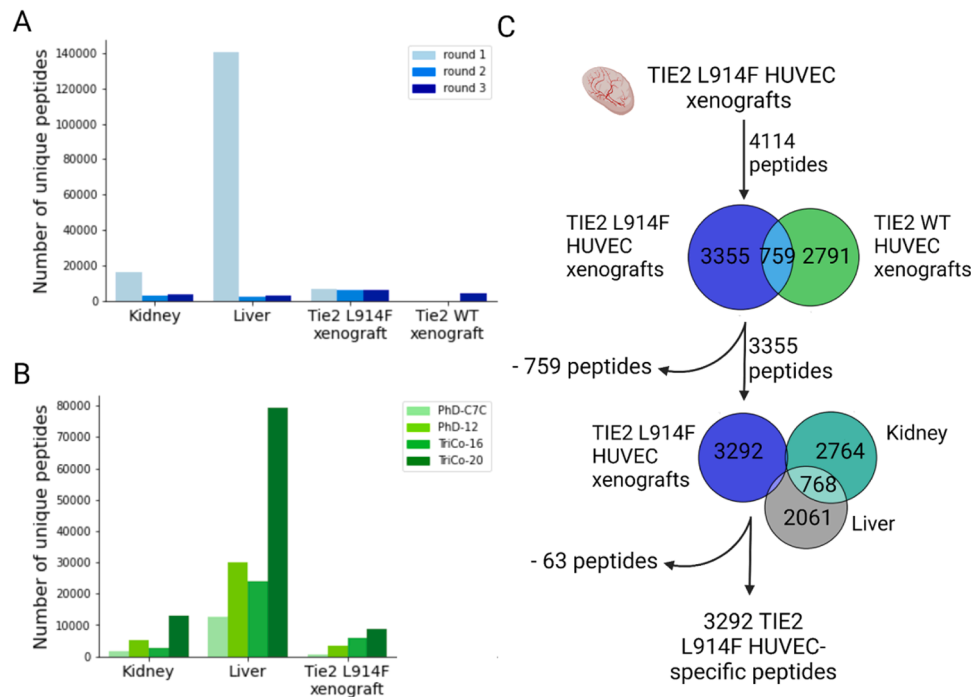 A
Number of unique peptides
140000
120000
100000
80000
60000
40000
20000
0
round 1
round 2
round 3
Kidney
Liver
Tie2 L914F
xenograft
Tie2 WT
xenograft
B
Number of unique peptides
80000
70000
60000
50000
40000
30000
20000
10000
0
PhD-C7C
PhD-12
TriCo-16
TriCo-20
Kidney
Liver
Tie2 L914F
xenograft
C
TIE2 L914F HUVEC
xenografts
4114
peptides
TIE2 L914F
HUVEC
xenografts
3355
759
2791
TIE2 WT
HUVEC
xenografts
- 759 peptides
3355
peptides
TIE2 L914F
HUVEC
xenografts
3292
2764
Kidney
768
2061
Liver
- 63 peptides
3292 TIE2
L914F HUVEC-
specific peptides